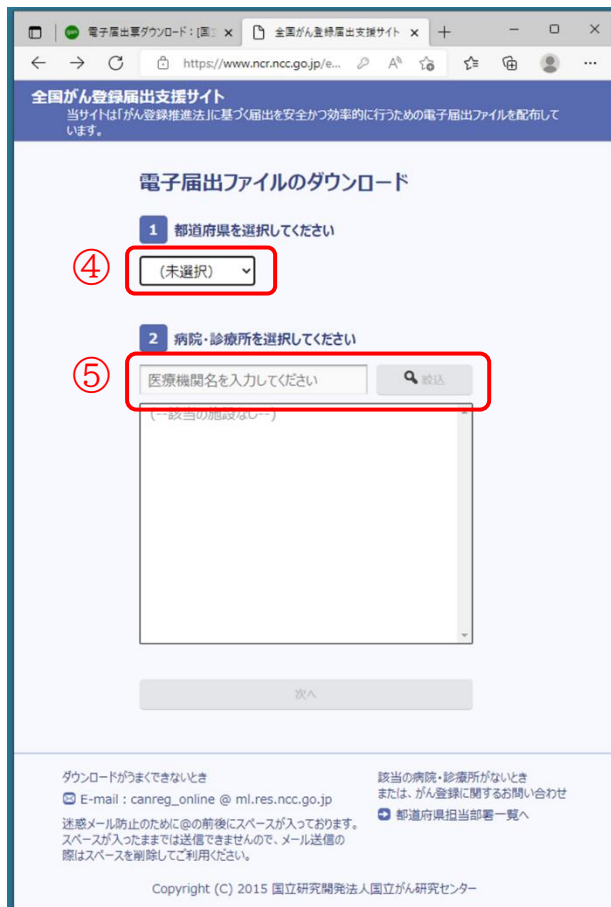 電子届出票ダウンロード：[国立
全国がん登録届出支援サイト
https://www.ncr.ncc.go.jp/e...
全国がん登録届出支援サイト
当サイトは「がん登録推進法」に基づく届出を安全かつ効率的に行うための電子届出ファイルを配布して
います。
電子届出ファイルのダウンロード
1 都道府県を選択してください
④ (未選択)
2 病院・診療所を選択してください
⑤ 医療機関名を入力してください 絞込
(--該当の施設なし--)
次へ
ダウンロードがうまくできないとき
E-mail : canreg_online @ ml.res.ncc.go.jp
迷惑メール防止のために@の前後にスペースが入っております。
スペースが入ったままでは送信できませんので、メール送信の
際はスペースを削除してご利用ください。
該当の病院・診療所がないとき
または、がん登録に関するお問い合わせ
都道府県担当部署一覧へ
Copyright (C) 2015 国立研究開発法人国立がん研究センター